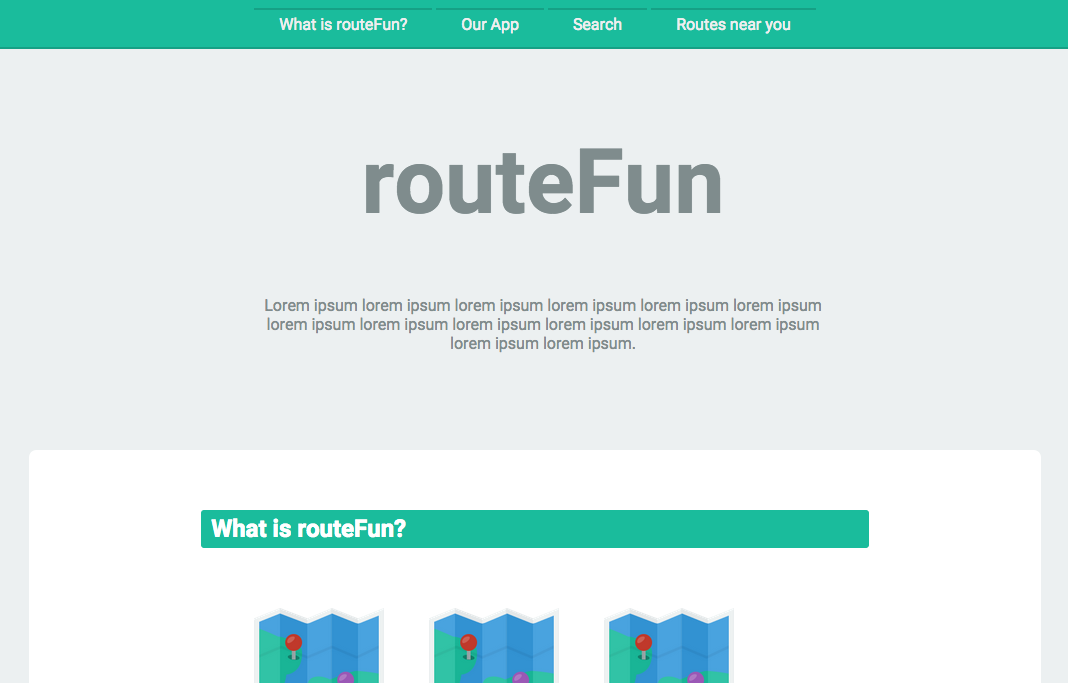 What is routeFun?
Our App
Search
Routes near you
routeFun
Lorem ipsum lorem ipsum lorem ipsum lorem ipsum lorem ipsum lorem ipsum
lorem ipsum lorem ipsum lorem ipsum lorem ipsum lorem ipsum lorem ipsum
lorem ipsum lorem ipsum.
What is routeFun?